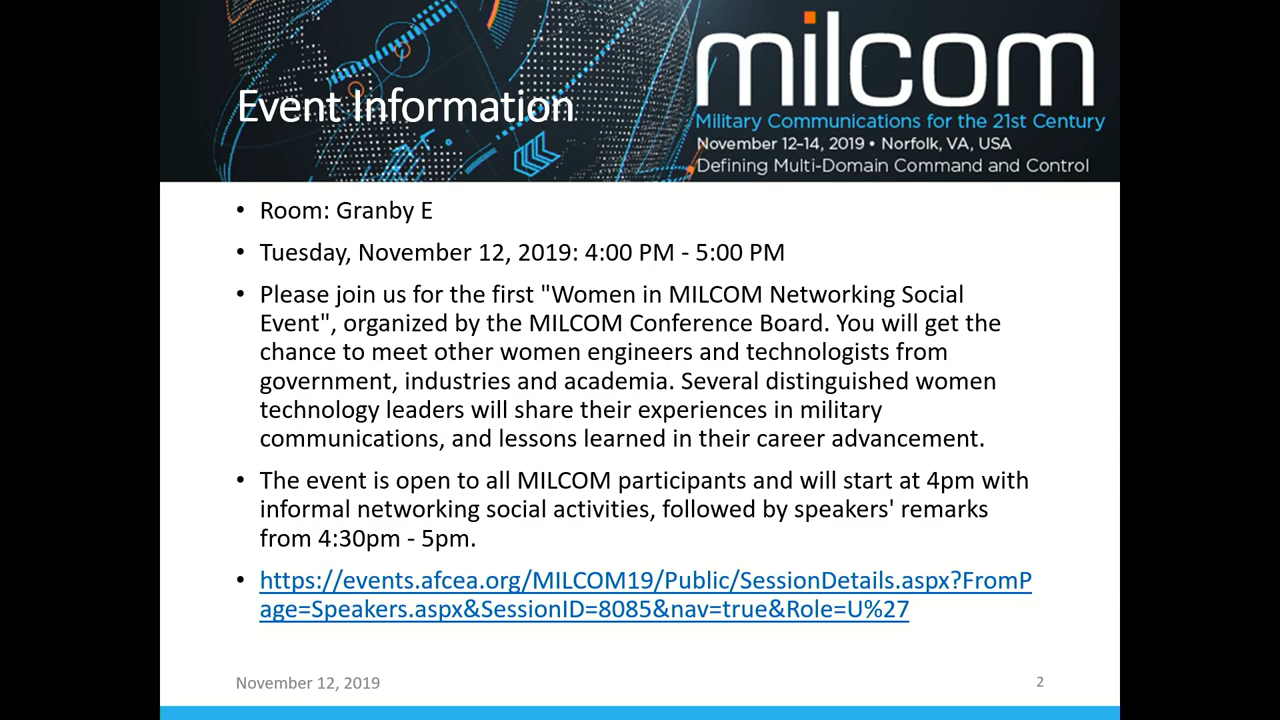 Event Information
milcom
Military Communications for the 21st Century
November 12-14, 2019 • Norfolk, VA, USA
Defining Multi-Domain Command and Control
• Room: Granby E
• Tuesday, November 12, 2019: 4:00 PM - 5:00 PM
• Please join us for the first "Women in MILCOM Networking Social
Event", organized by the MILCOM Conference Board. You will get the
chance to meet other women engineers and technologists from
government, industries and academia. Several distinguished women
technology leaders will share their experiences in military
communications, and lessons learned in their career advancement.
• The event is open to all MILCOM participants and will start at 4pm with
informal networking social activities, followed by speakers' remarks
from 4:30pm - 5pm.
• https://events.afcea.org/MILCOM19/Public/SessionDetails.aspx?FromP
age=Speakers.aspx&SessionID=8085&nav=true&Role=U%27
November 12, 2019
2